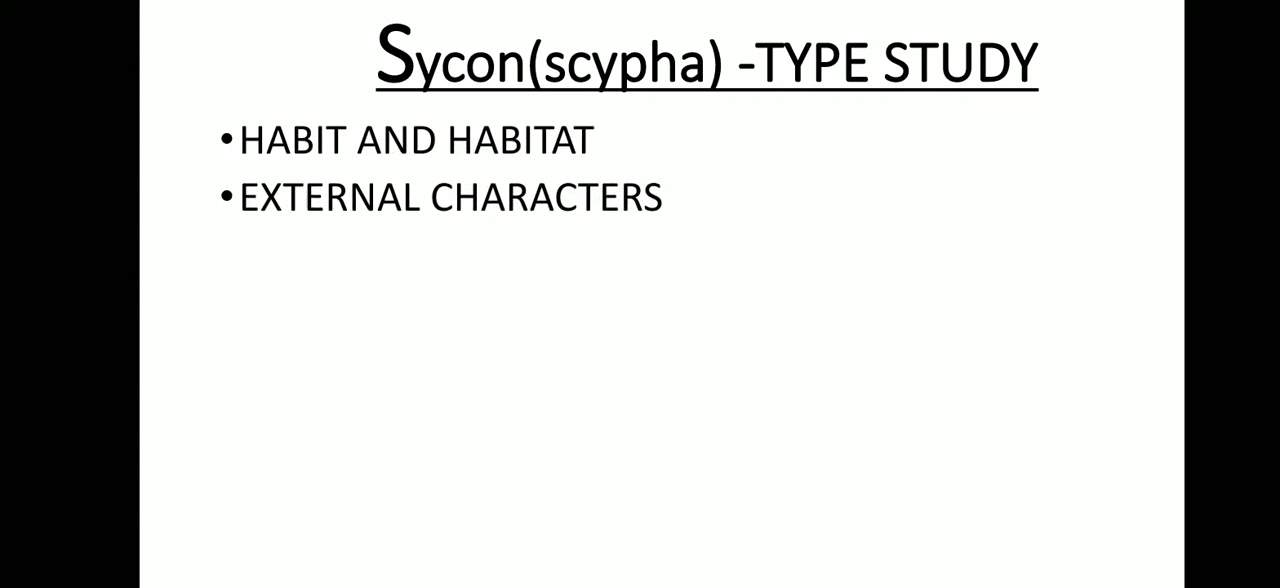 Sycon(scypha) -TYPE STUDY
•HABIT AND HABITAT
•EXTERNAL CHARACTERS